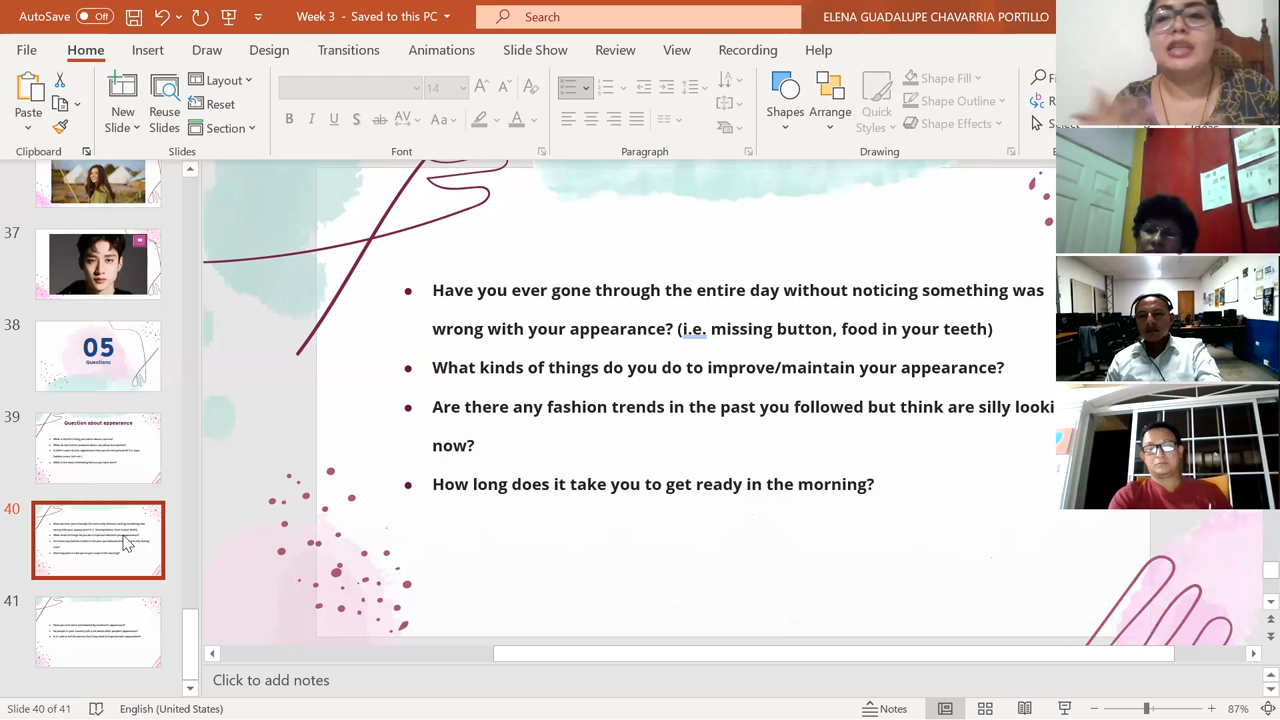 AutoSave Off Week 3 - Saved to this PC Search ELENA GUADALUPE CHAVARRIA PORTILLO
File Home Insert Draw Design Transitions Animations Slide Show Review View Recording Help
Paste
Clipboard
New Slide
Reuse Slides
Layout
Reset
Section
Slides
Font
Paragraph
Shapes
Arrange
Quick Styles
Shape Fill
Shape Outline
Shape Effects
Drawing
37
38
05
Questions
39
Question about appearance
40
41
• Have you ever gone through the entire day without noticing something was
wrong with your appearance? (i.e. missing button, food in your teeth)
• What kinds of things do you do to improve/maintain your appearance?
• Are there any fashion trends in the past you followed but think are silly looki
now?
• How long does it take you to get ready in the morning?
Click to add notes
Slide 40 of 41 English (United States) Notes 87%